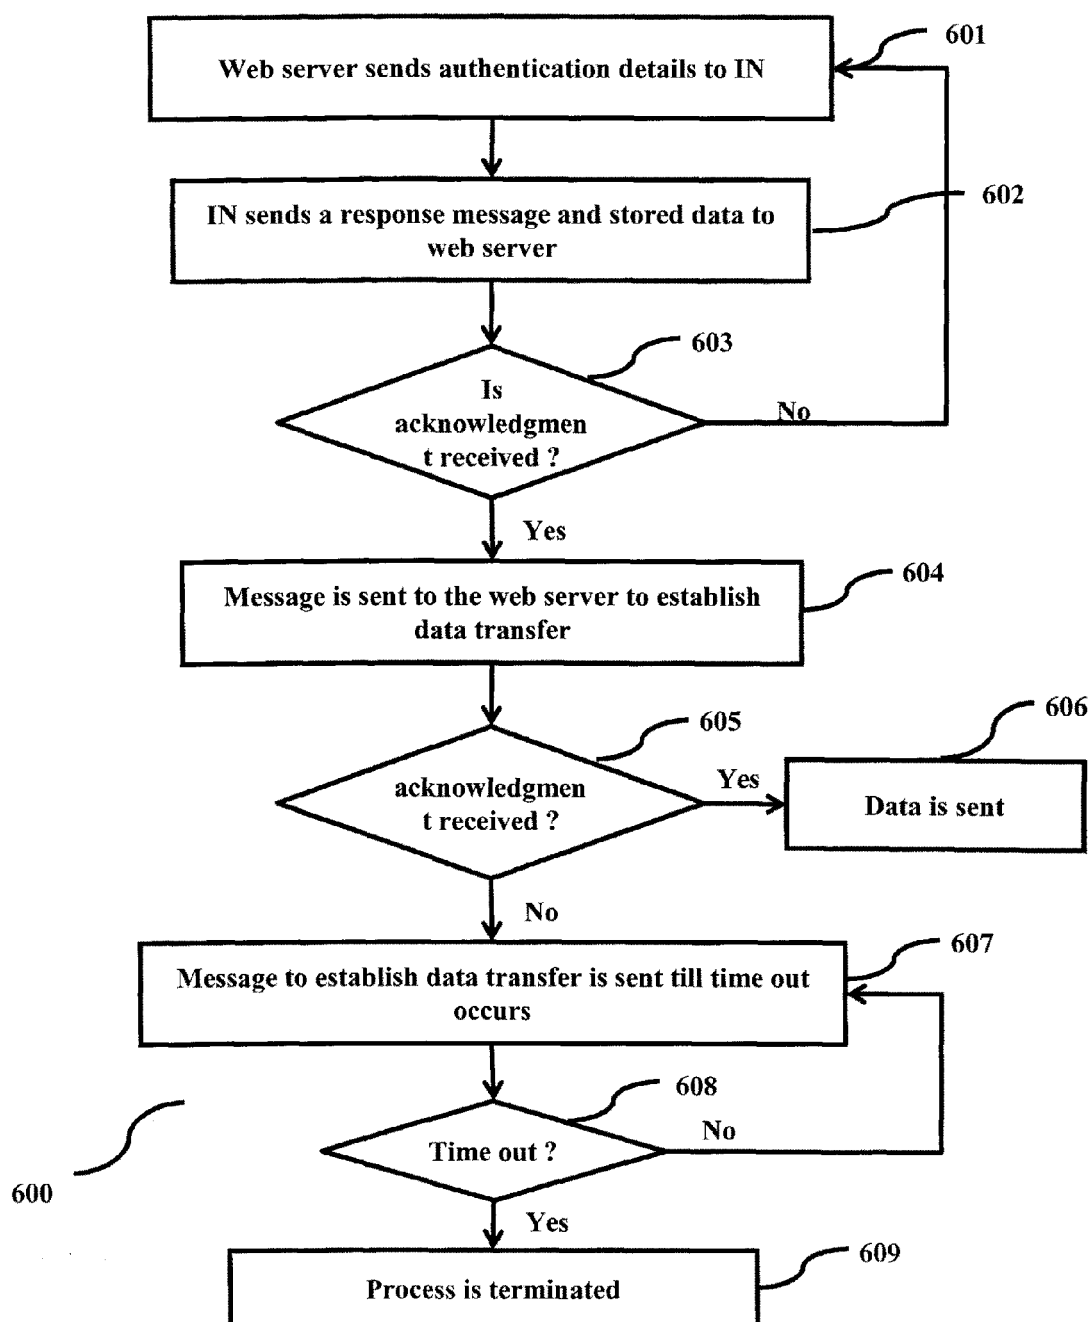 601
Web server sends authentication details to IN
602
IN sends a response message and stored data to
web server
603
Is
acknowledgmen
t received ?
No
Yes
604
Message is sent to the web server to establish
data transfer
605
606
acknowledgmen
t received ?
Yes
Data is sent
No
607
Message to establish data transfer is sent till time out
occurs
608
No
Time out ?
600
Yes
609
Process is terminated